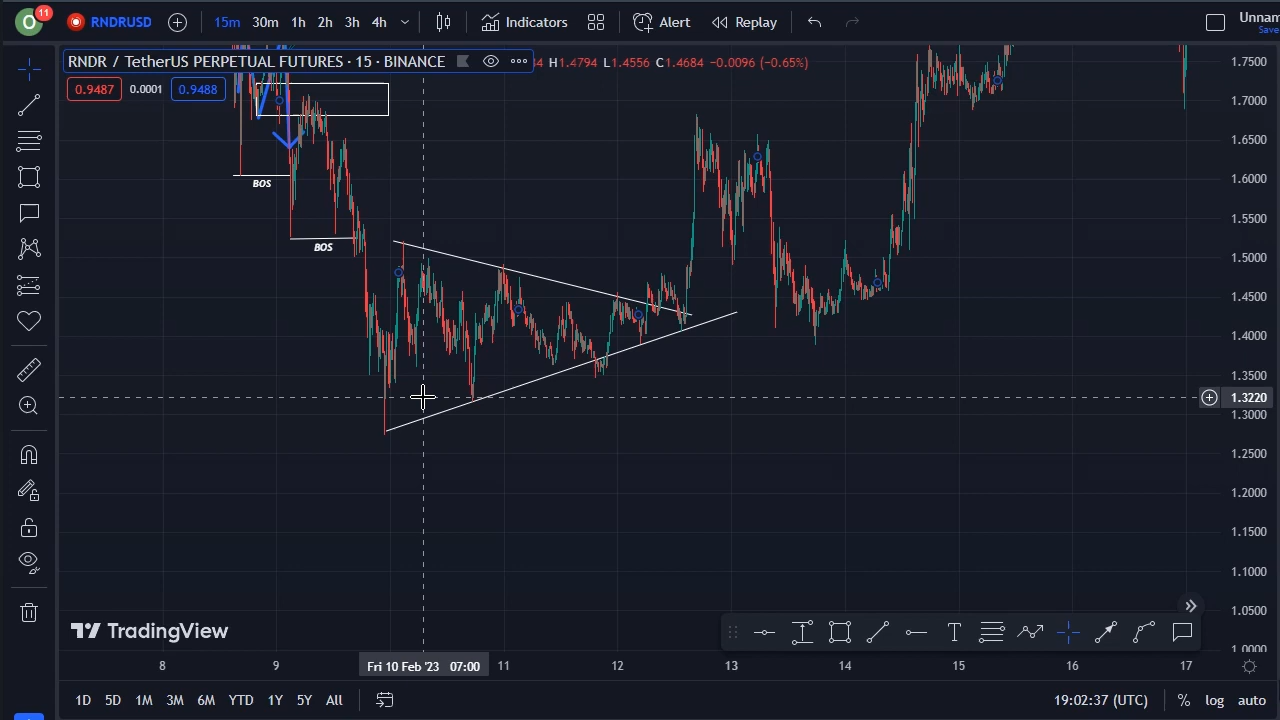 O 11 RNDRUSD 15m 30m 1h 2h 3h 4h Indicators Alert Replay Unnam
Save
RNDR / TetherUS PERPETUAL FUTURES · 15 · BINANCE H1.4794 L1.4556 C1.4684 −0.0096 (−0.65%)
0.9487 0.0001 0.9488
BOS
BOS
1.7500
1.7000
1.6500
1.6000
1.5500
1.5000
1.4500
1.4000
1.3500
1.3220
1.3000
1.2500
1.2000
1.1500
1.1000
1.0500
1.0000
TradingView
8 9 Fri 10 Feb '23 07:00 11 12 13 14 15 16 17
1D 5D 1M 3M 6M YTD 1Y 5Y All 19:02:37 (UTC) % log auto